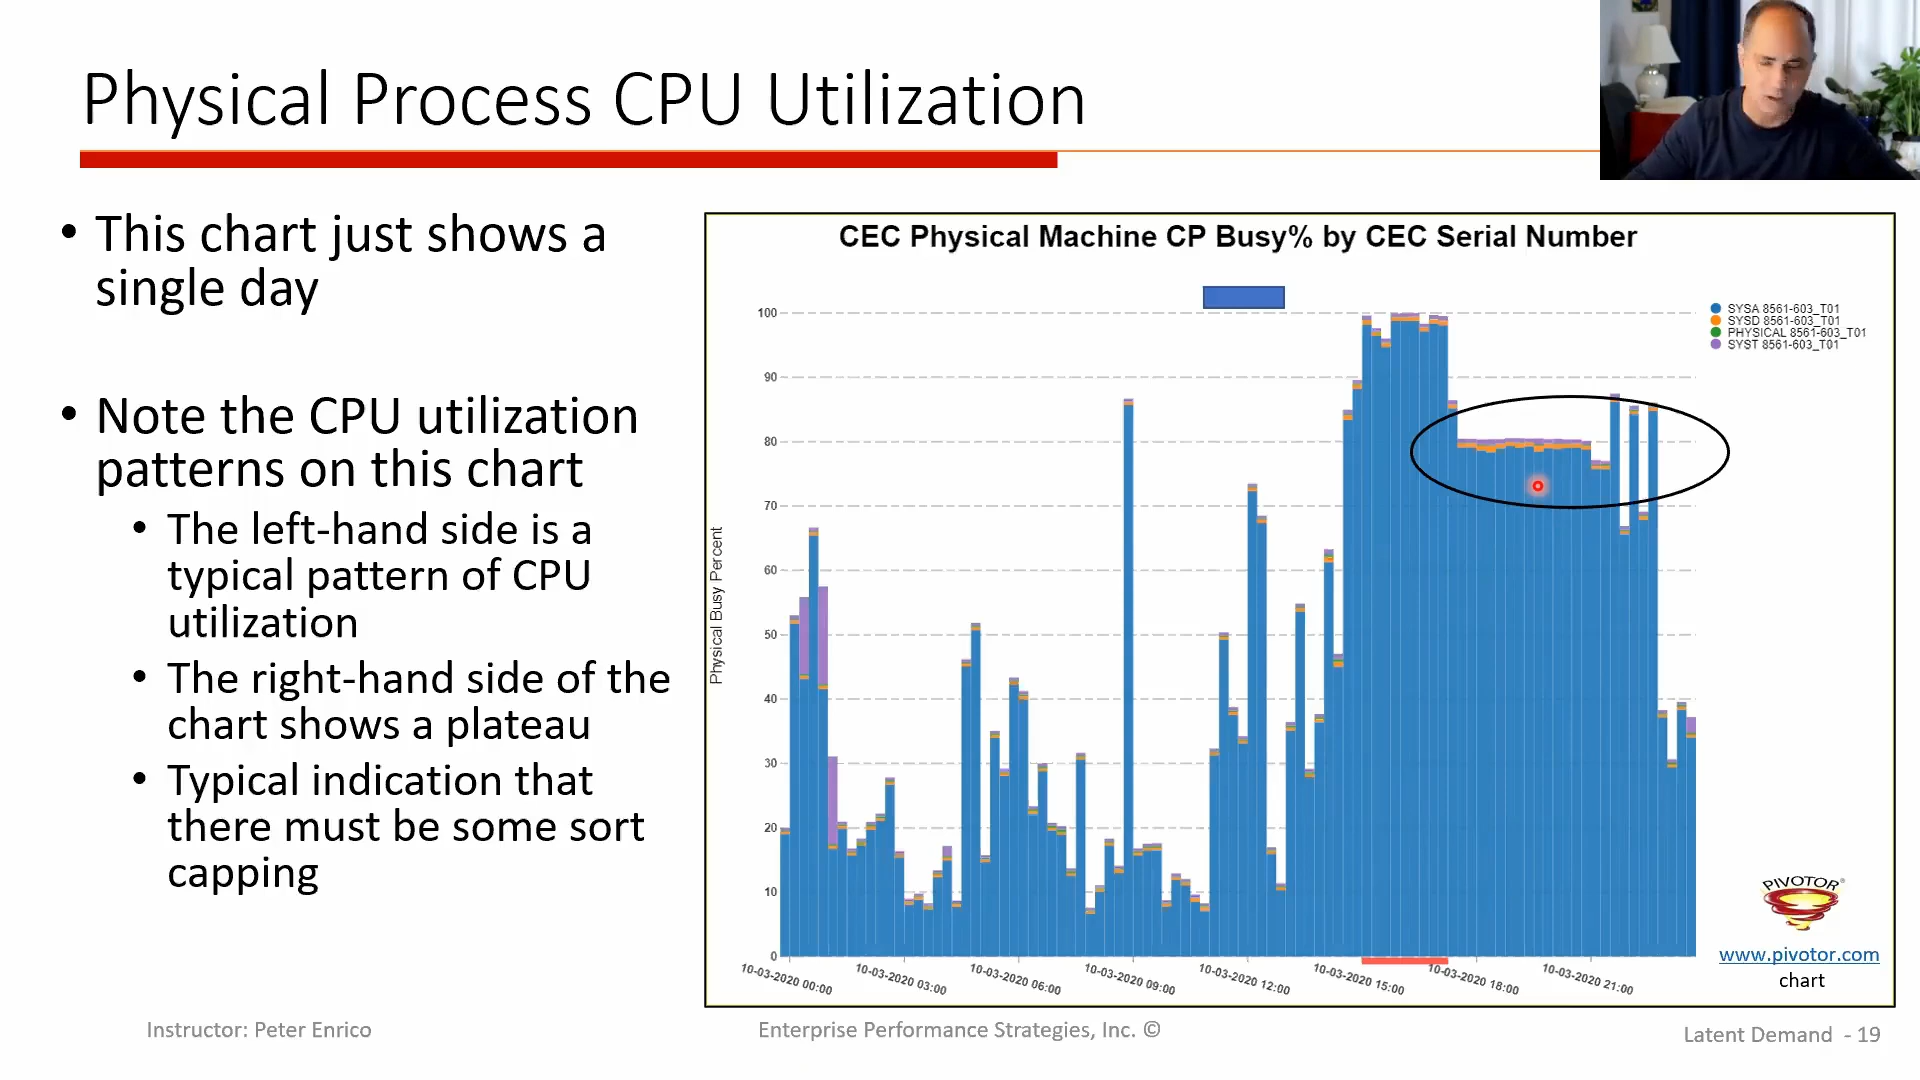 Physical Process CPU Utilization
• This chart just shows a
single day
• Note the CPU utilization
patterns on this chart
• The left-hand side is a
typical pattern of CPU
utilization
• The right-hand side of the
chart shows a plateau
• Typical indication that
there must be some sort
capping
CEC Physical Machine CP Busy% by CEC Serial Number
SYSA 8561-603_T01
SYSD 8561-603_T01
PHYSICAL 8561-603_T01
SYST 8561-603_T01
Physical Busy Percent
100
90
80
70
60
50
40
30
20
10
0
10-03-2020 00:00
10-03-2020 03:00
10-03-2020 06:00
10-03-2020 09:00
10-03-2020 12:00
10-03-2020 15:00
10-03-2020 18:00
10-03-2020 21:00
PIVOTOR®
www.pivotor.com
chart
Instructor: Peter Enrico
Enterprise Performance Strategies, Inc. ©
Latent Demand - 19